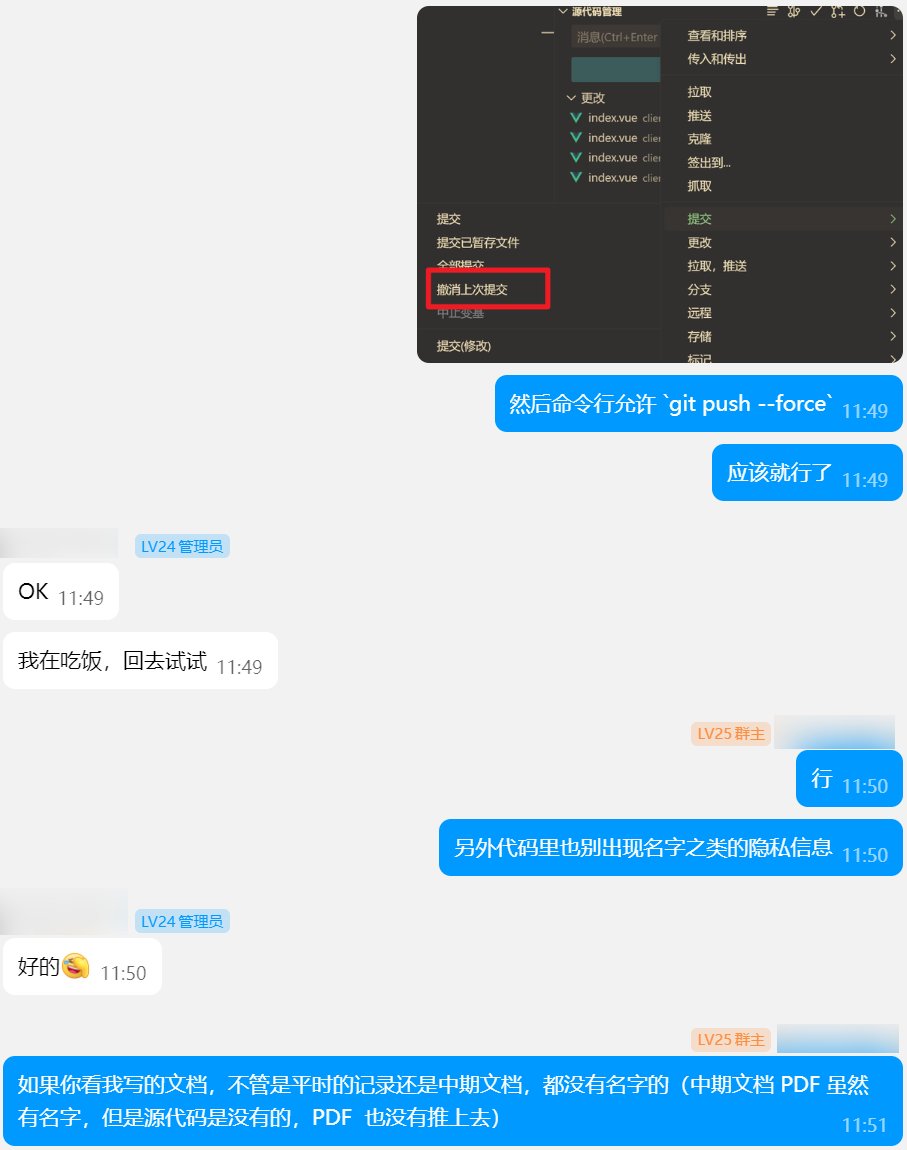 源代码管理
消息(Ctrl+Enter
更改
index.vue clier
index.vue clier
index.vue clier
index.vue clier
查看和排序
传入和传出
拉取
推送
克隆
签出到...
抓取
提交
更改
拉取，推送
分支
远程
存储
标记
提交
提交已暂存文件
全部提交
撤消上次提交
中止变基
提交(修改)
然后命令行允许 `git push --force` 11:49
应该就行了 11:49
LV24 管理员
OK 11:49
我在吃饭，回去试试 11:49
LV25 群主
行 11:50
另外代码里也别出现名字之类的隐私信息 11:50
LV24 管理员
好的🤣 11:50
LV25 群主
如果你看我写的文档，不管是平时的记录还是中期文档，都没有名字的（中期文档 PDF 虽然
有名字，但是源代码是没有的，PDF 也没有推上去） 11:51